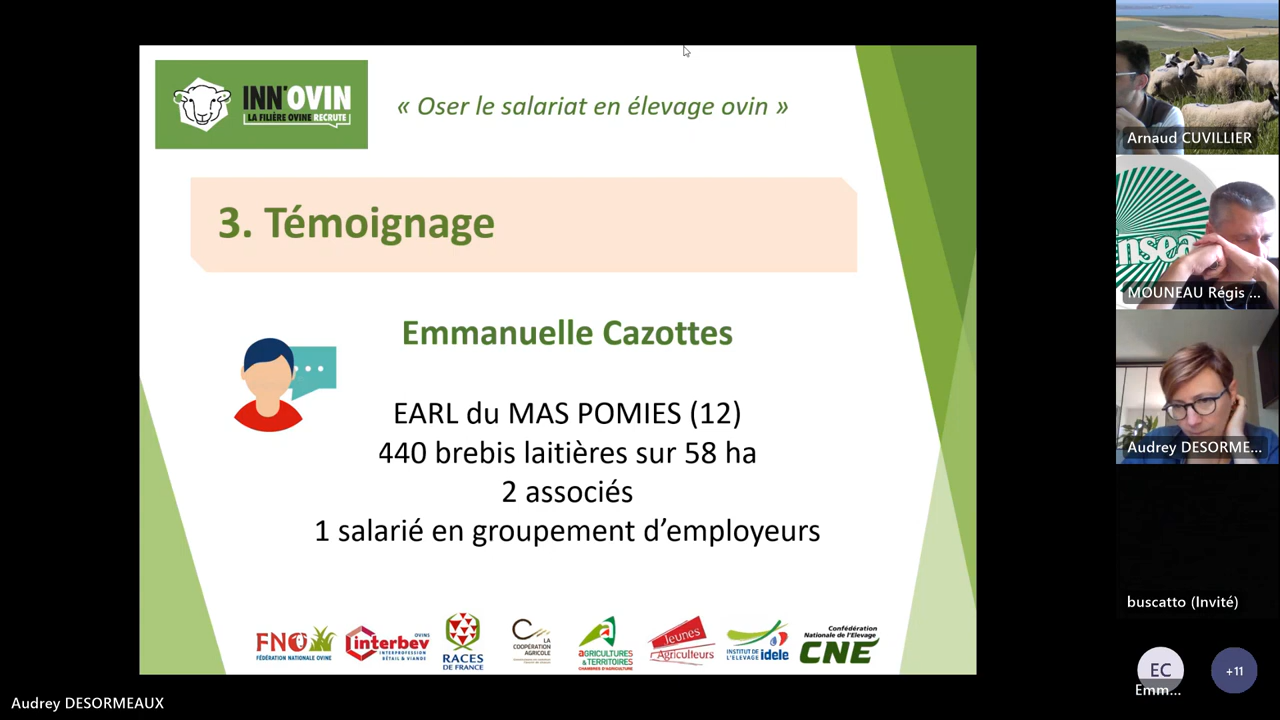 INN'OVIN
LA FILIÈRE OVINE RECRUTE
« Oser le salariat en élevage ovin »
3. Témoignage
Emmanuelle Cazottes
EARL du MAS POMIES (12)
440 brebis laitières sur 58 ha
2 associés
1 salarié en groupement d’employeurs
FNO
FÉDÉRATION NATIONALE OVINE
OVINS
interbev
INTERPROFESSION
BÉTAIL & VIANDE
RACES
DE FRANCE
LA
COOPÉRATION
AGRICOLE
AGRICULTURES
& TERRITOIRES
CHAMBRES D'AGRICULTURE
Jeunes
Agriculteurs
INSTITUT DE
L'ELEVAGE idele
Confédération
Nationale de l'Elevage
CNE
Arnaud CUVILLIER
nsea
MOUNEAU Régis ...
Audrey DESORME...
buscatto (Invité)
EC
Emm...
+11
Audrey DESORMEAUX